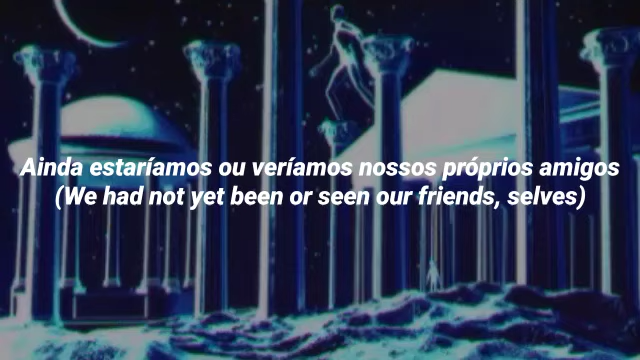 Ainda estaríamos ou veríamos nossos próprios amigos
(We had not yet been or seen our friends, selves)